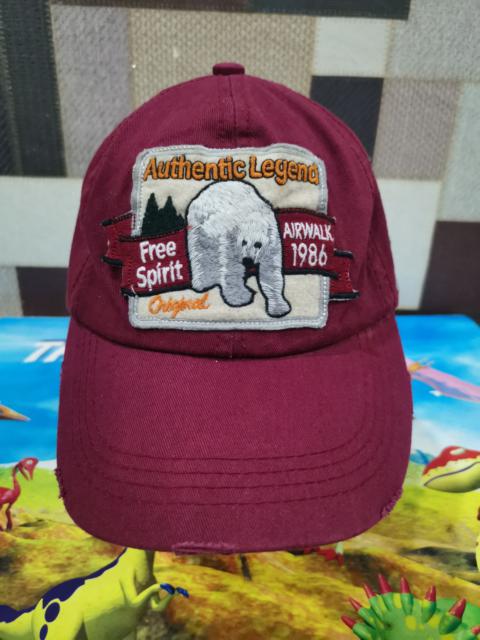 Authentic Legend
Free
Spirit
AIRWALK
1986
Original